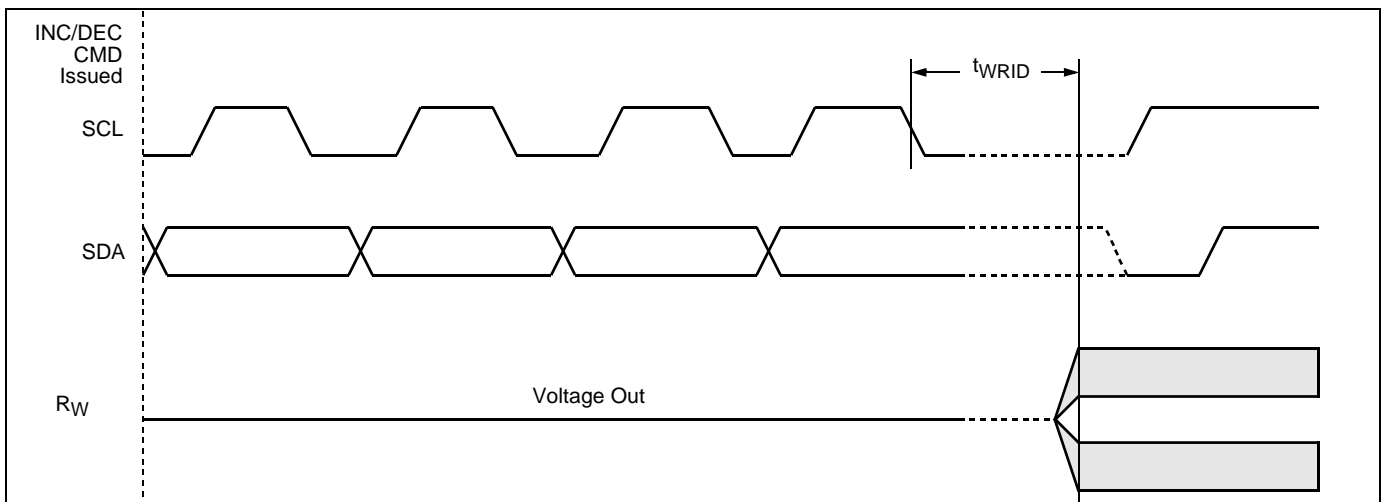 INC/DEC
CMD
Issued
tWRID
SCL
SDA
Voltage Out
RW